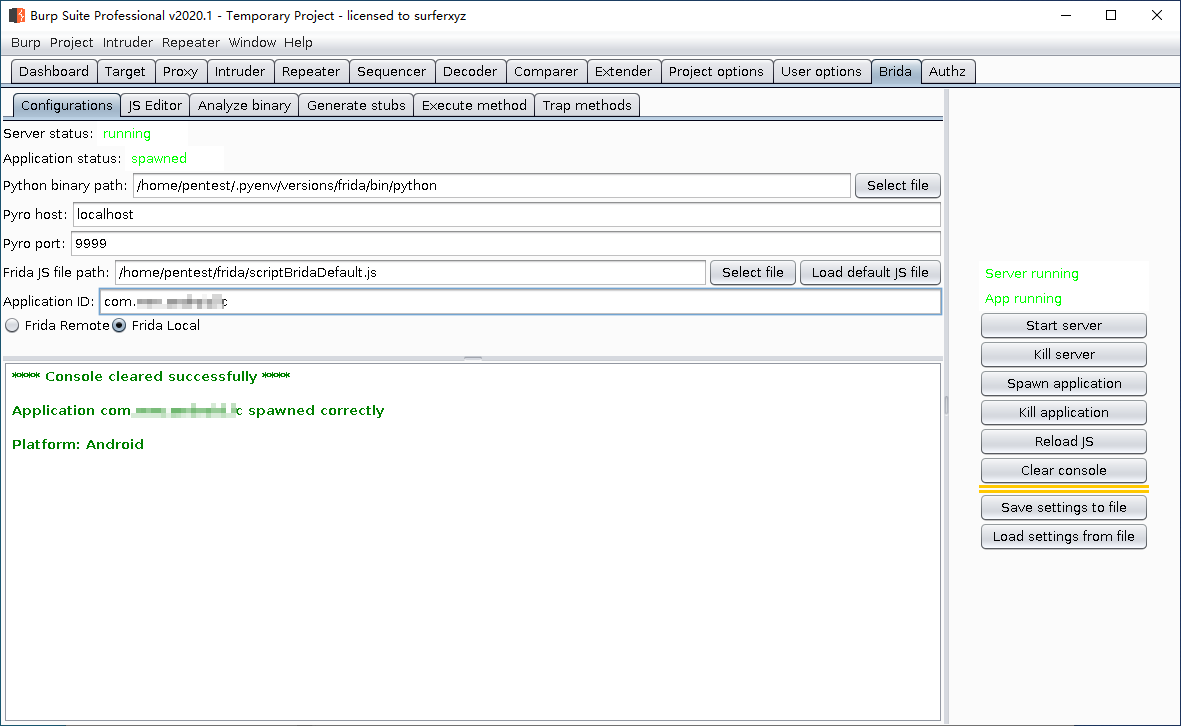 Burp Suite Professional v2020.1 - Temporary Project - licensed to surferxyz
Burp Project Intruder Repeater Window Help
Dashboard Target Proxy Intruder Repeater Sequencer Decoder Comparer Extender Project options User options Brida Authz
Configurations JS Editor Analyze binary Generate stubs Execute method Trap methods
Server status: running
Application status: spawned
Python binary path: /home/pentest/.pyenv/versions/frida/bin/python Select file
Pyro host: localhost
Pyro port: 9999
Frida JS file path: /home/pentest/frida/scriptBridaDefault.js Select file Load default JS file
Application ID: com.
Frida Remote Frida Local
**** Console cleared successfully ****
Application com. spawned correctly
Platform: Android
Server running
App running
Start server
Kill server
Spawn application
Kill application
Reload JS
Clear console
Save settings to file
Load settings from file